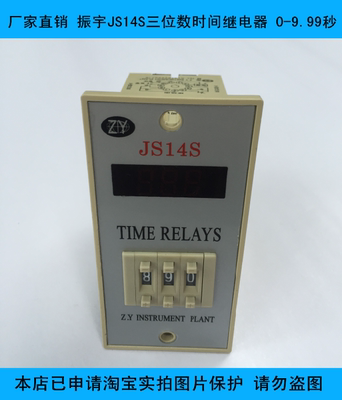 厂家直销 振宇JS14S三位数时间继电器 0-9.99秒
ZY
JS14S
TIME RELAYS
8 9 0
Z.Y INSTRUMENT PLANT
本店已申请淘宝实拍图片保护 请勿盗图